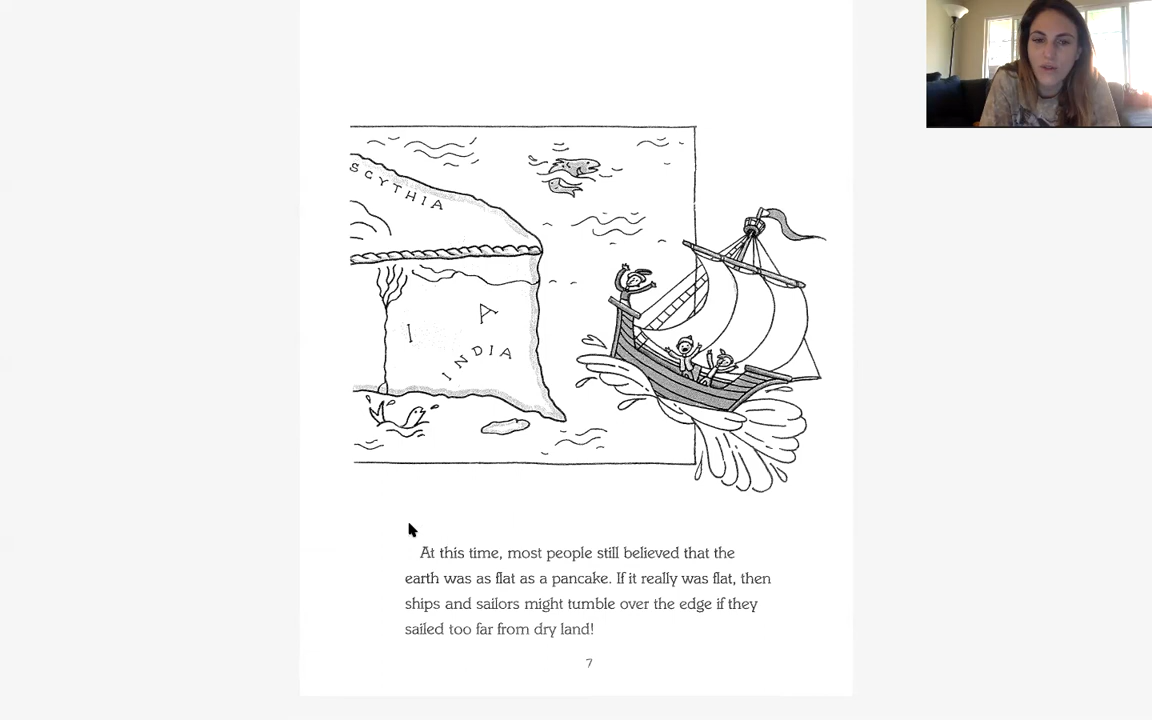 SCYTHIA
I A
INDIA
At this time, most people still believed that the
earth was as flat as a pancake. If it really was flat, then
ships and sailors might tumble over the edge if they
sailed too far from dry land!
7